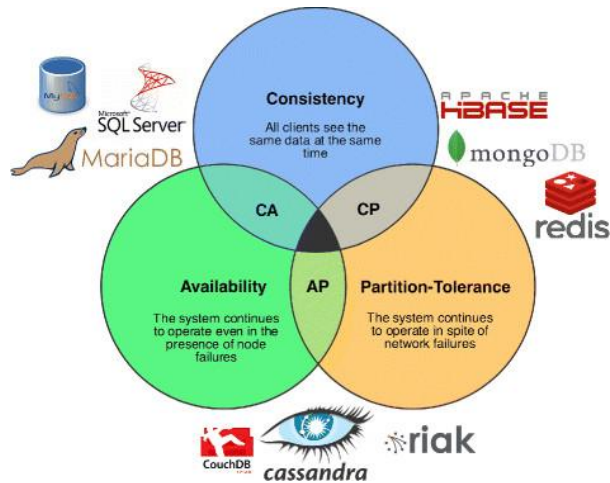 MySQL
Microsoft
SQL Server
MariaDB
Consistency
All clients see the
same data at the same
time
APACHE
HBASE
mongoDB
redis
CA
CP
AP
Availability
The system continues
to operate even in the
presence of node
failures
Partition-Tolerance
The system continues
to operate in spite of
network failures
CouchDB
cassandra
riak